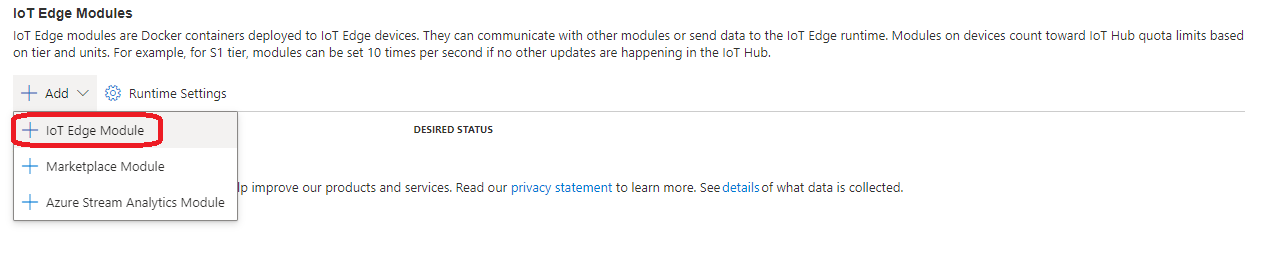 IoT Edge Modules
IoT Edge modules are Docker containers deployed to IoT Edge devices. They can communicate with other modules or send data to the IoT Edge runtime. Modules on devices count toward IoT Hub quota limits based
on tier and units. For example, for S1 tier, modules can be set 10 times per second if no other updates are happening in the IoT Hub.
Add Runtime Settings
IoT Edge Module DESIRED STATUS
Marketplace Module
improve our products and services. Read our privacy statement to learn more. See details of what data is collected.
Azure Stream Analytics Module